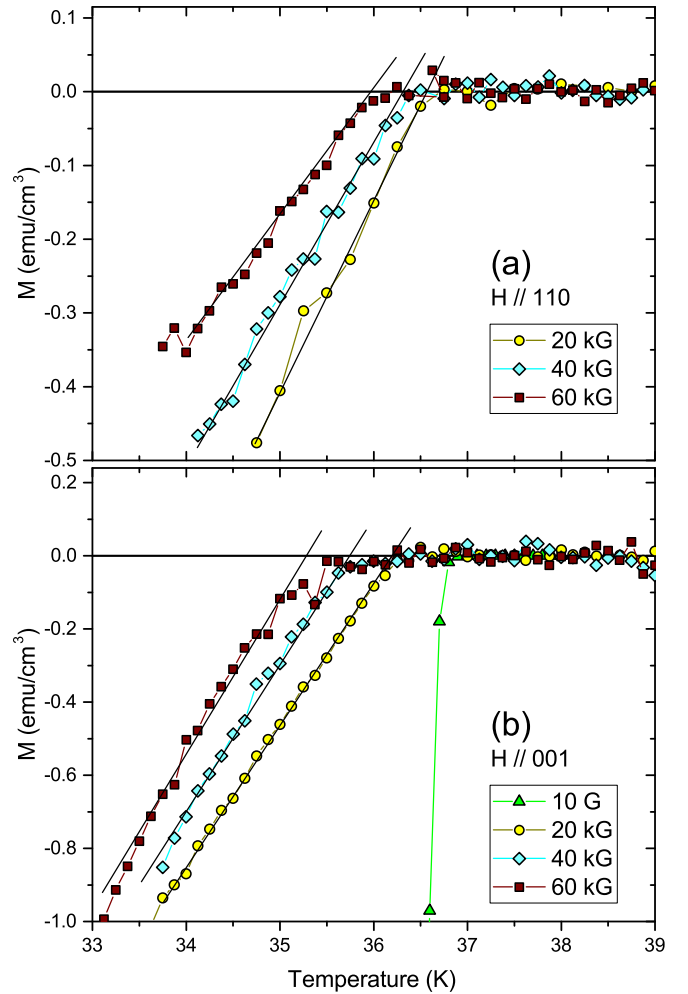 0.1
0.0
-0.1
-0.2
-0.3
-0.4
-0.5
M (emu/cm³)
(a)
H // 110
20 kG
40 kG
60 kG
0.2
0.0
-0.2
-0.4
-0.6
-0.8
-1.0
M (emu/cm³)
(b)
H // 001
10 G
20 kG
40 kG
60 kG
33 34 35 36 37 38 39
Temperature (K)